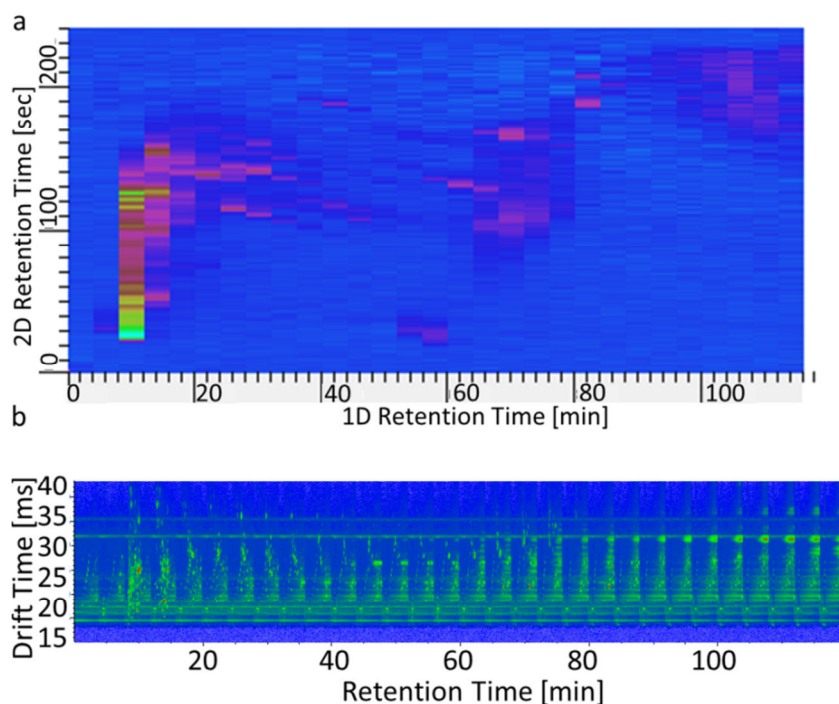 a
2D Retention Time [sec]
200
100
0
0 20 40 60 80 100
1D Retention Time [min]
b
Drift Time [ms]
40
35
30
25
20
15
20 40 60 80 100
Retention Time [min]